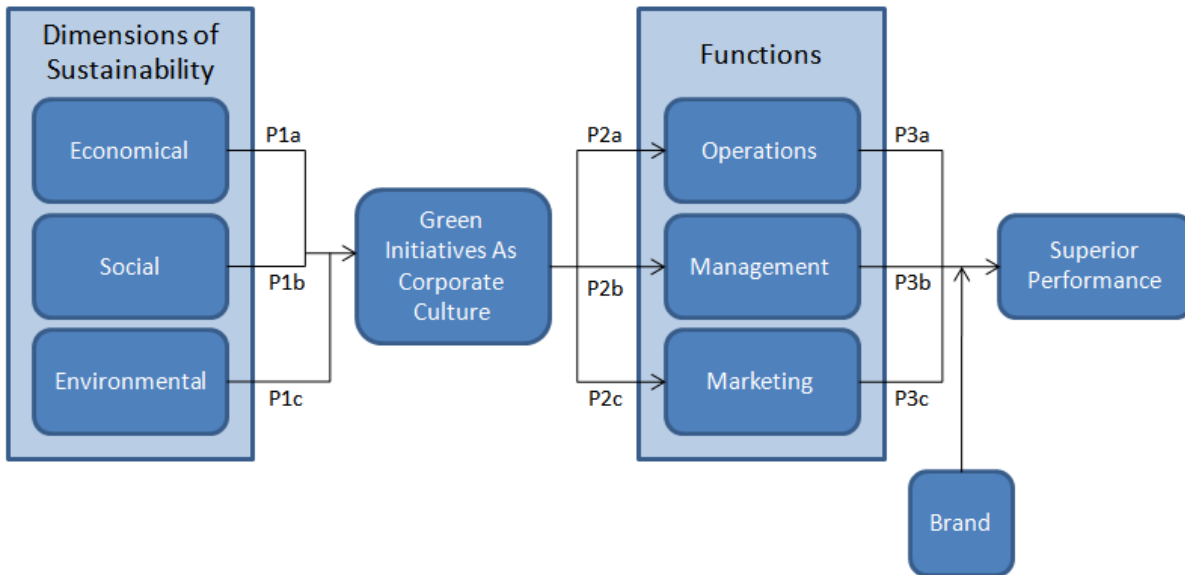 Dimensions of
Sustainability
Economical
Social
Environmental
P1a
P1b
P1c
Green
Initiatives As
Corporate
Culture
P2a
P2b
P2c
Functions
Operations
Management
Marketing
P3a
P3b
P3c
Superior
Performance
Brand